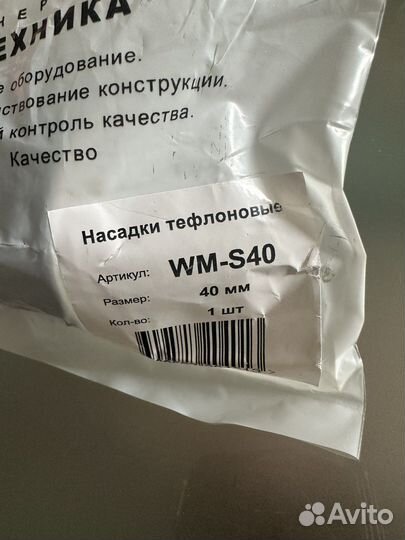 НЕР
ЕХНИКА
е оборудование.
ствование конструкции.
й контроль качества.
Качество
Насадки тефлоновые
Артикул: WM-S40
Размер: 40 мм
Кол-во: 1 шт
Avito